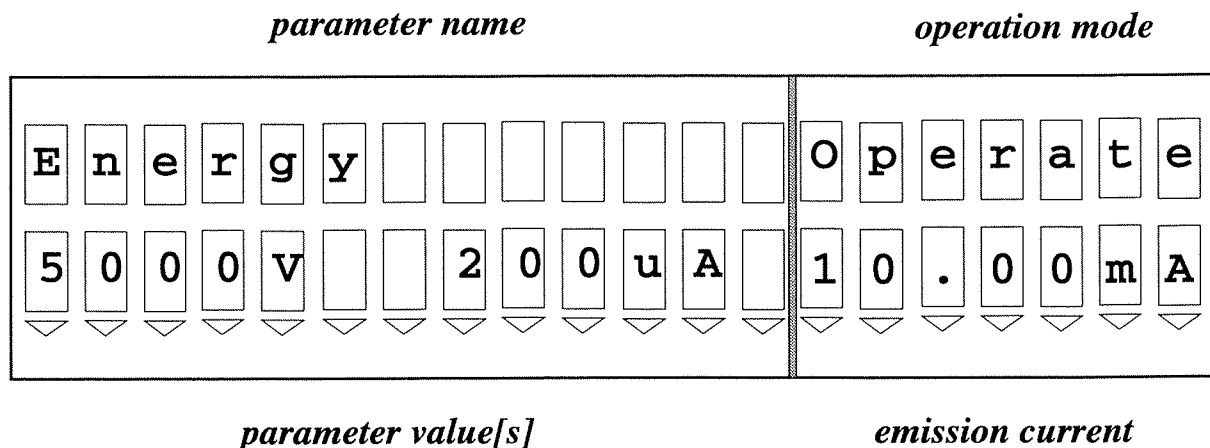 parameter name operation mode
Energy Operate
5000V 200uA 10.00mA
parameter value[s] emission current